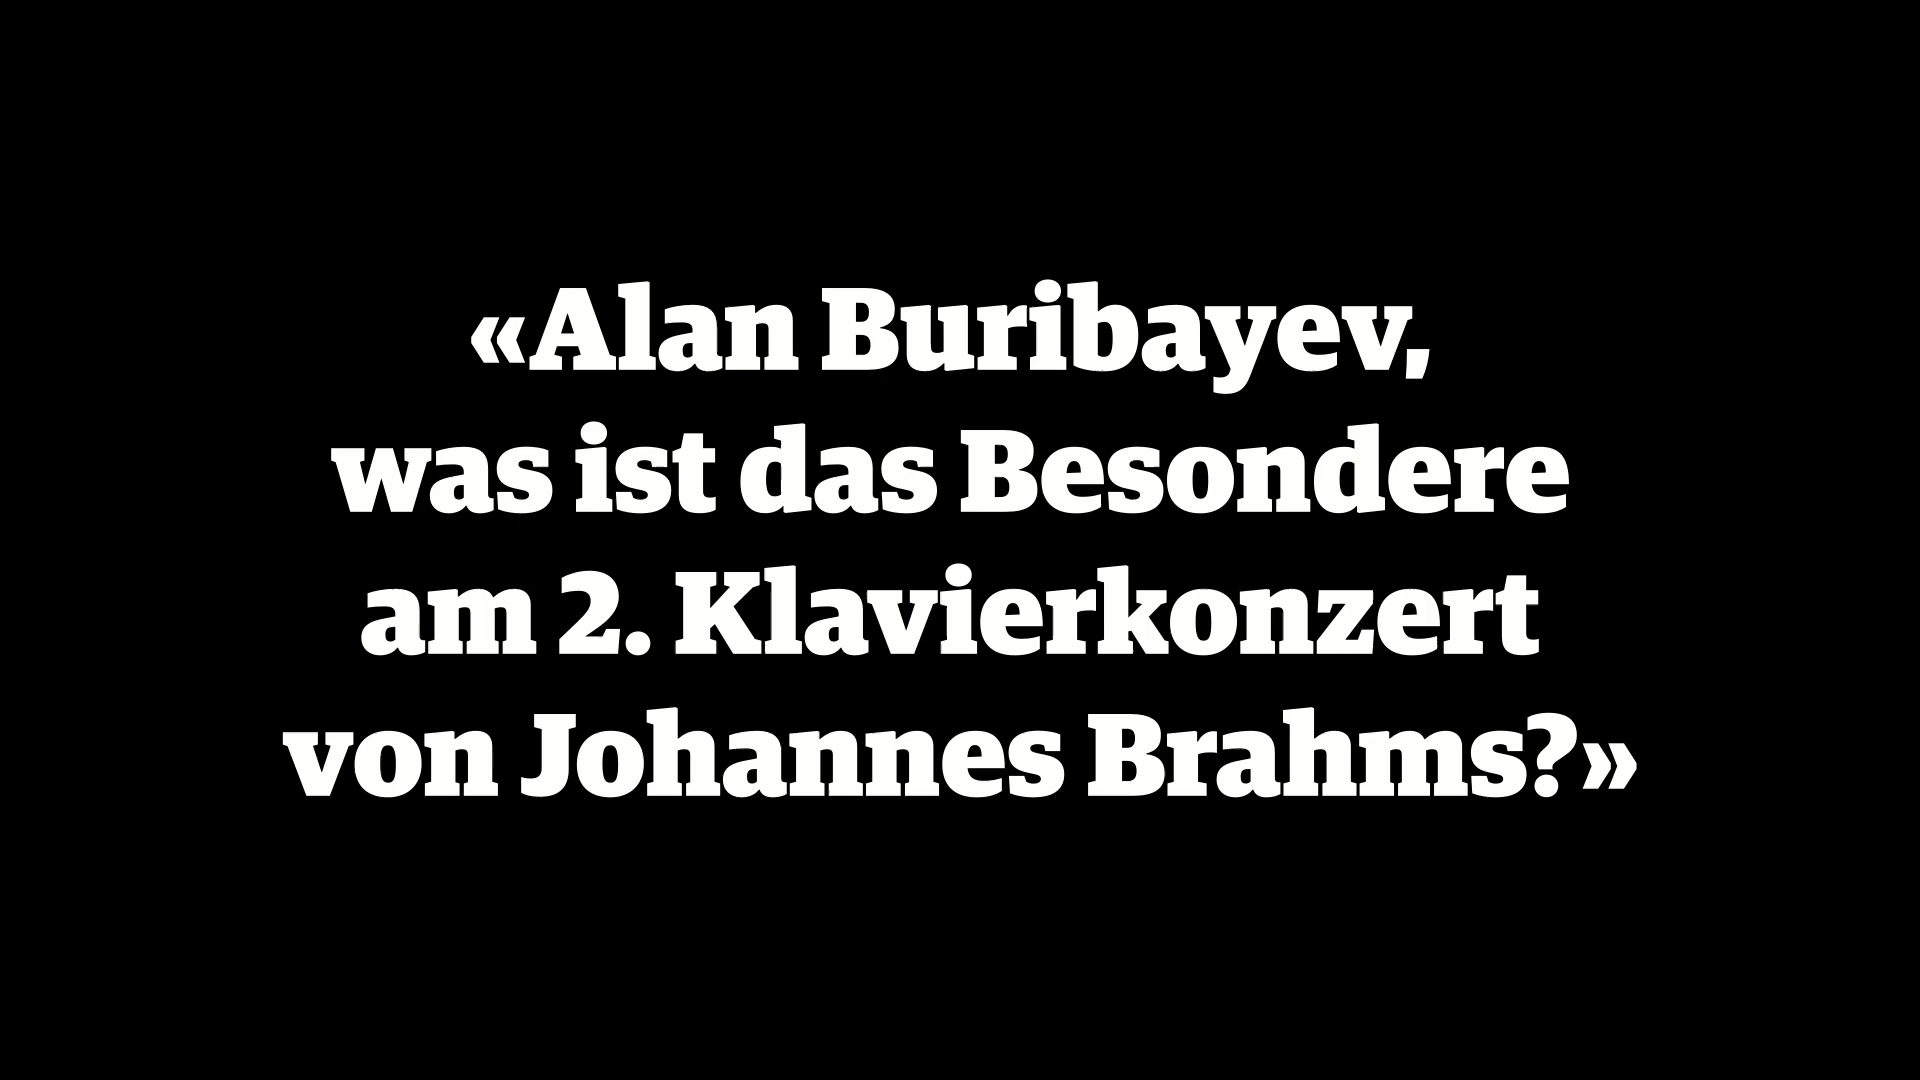 «Alan Buribayev,
was ist das Besondere
am 2. Klavierkonzert
von Johannes Brahms?»